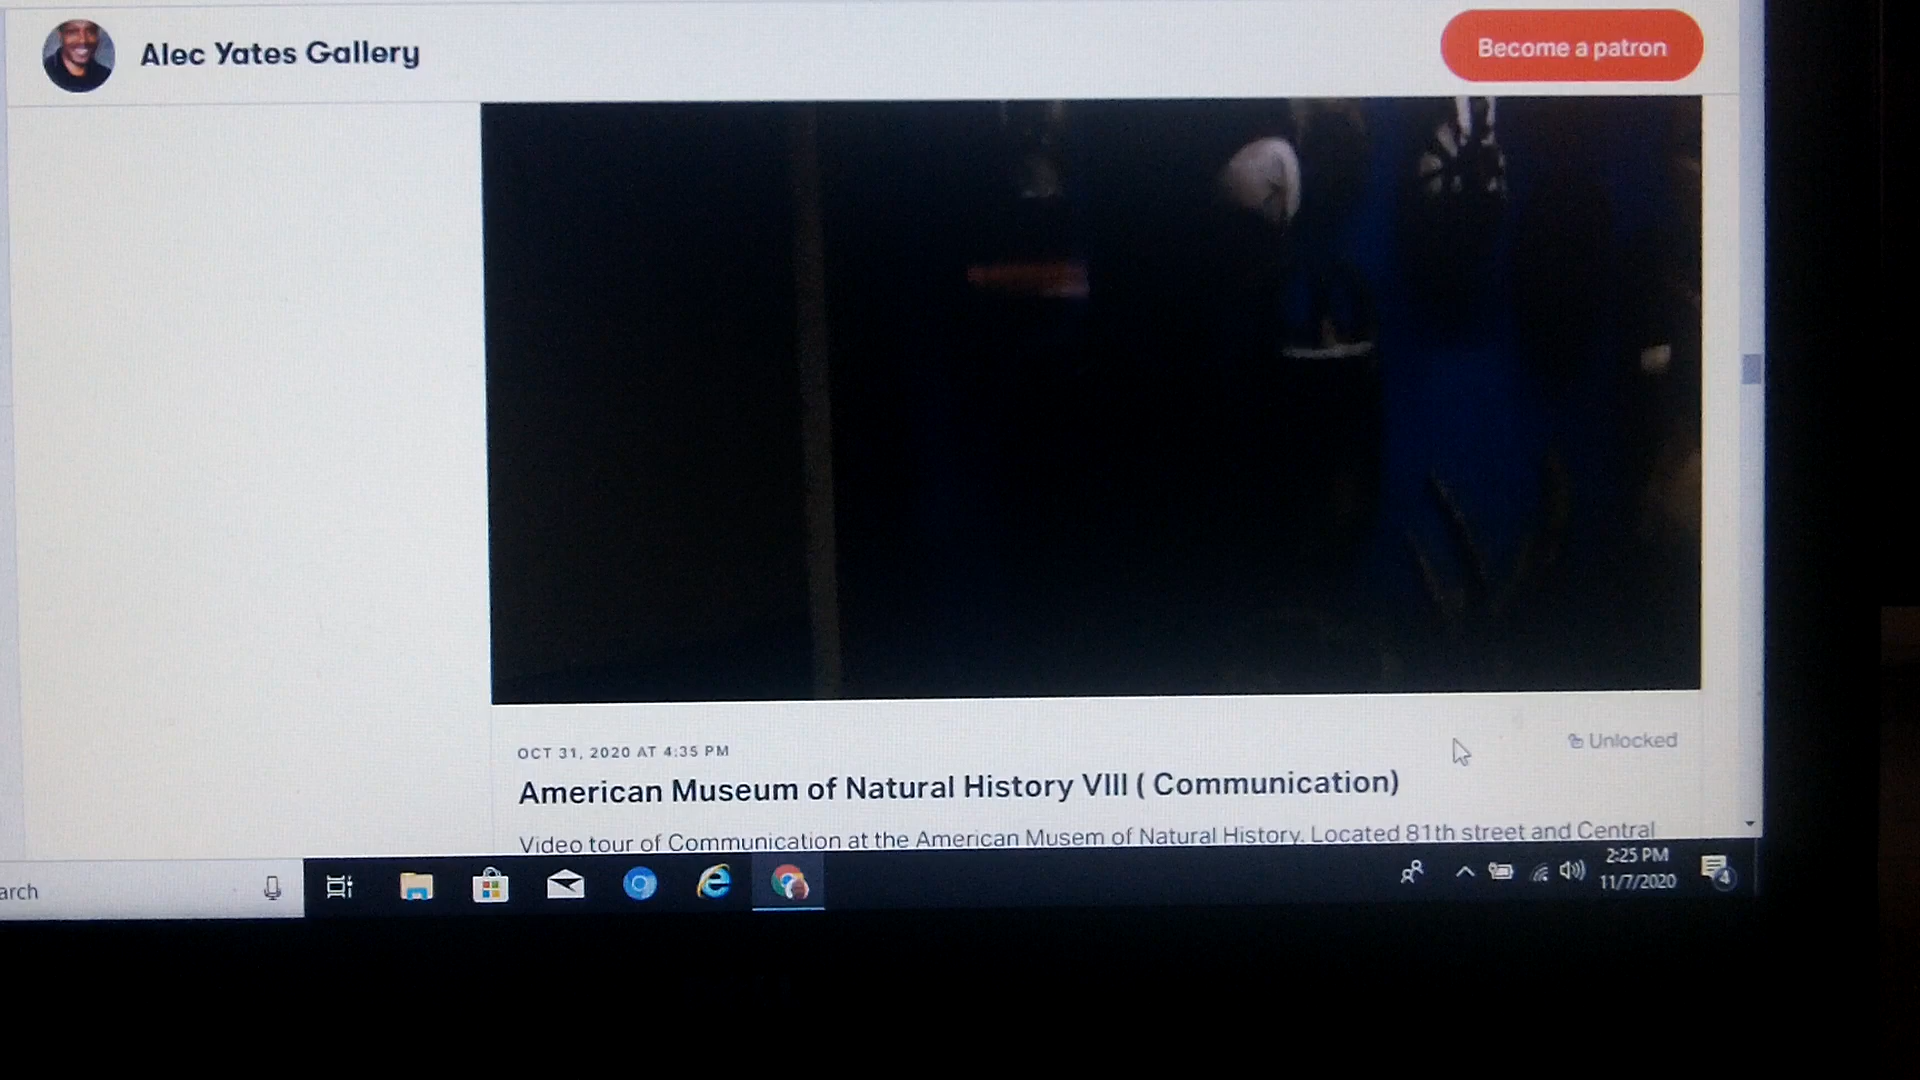 Alec Yates Gallery
Become a patron
OCT 31, 2020 AT 4:35 PM
Unlocked
American Museum of Natural History VIII ( Communication)
Video tour of Communication at the American Musem of Natural History. Located 81th street and Central
arch
2:25 PM
11/7/2020
4